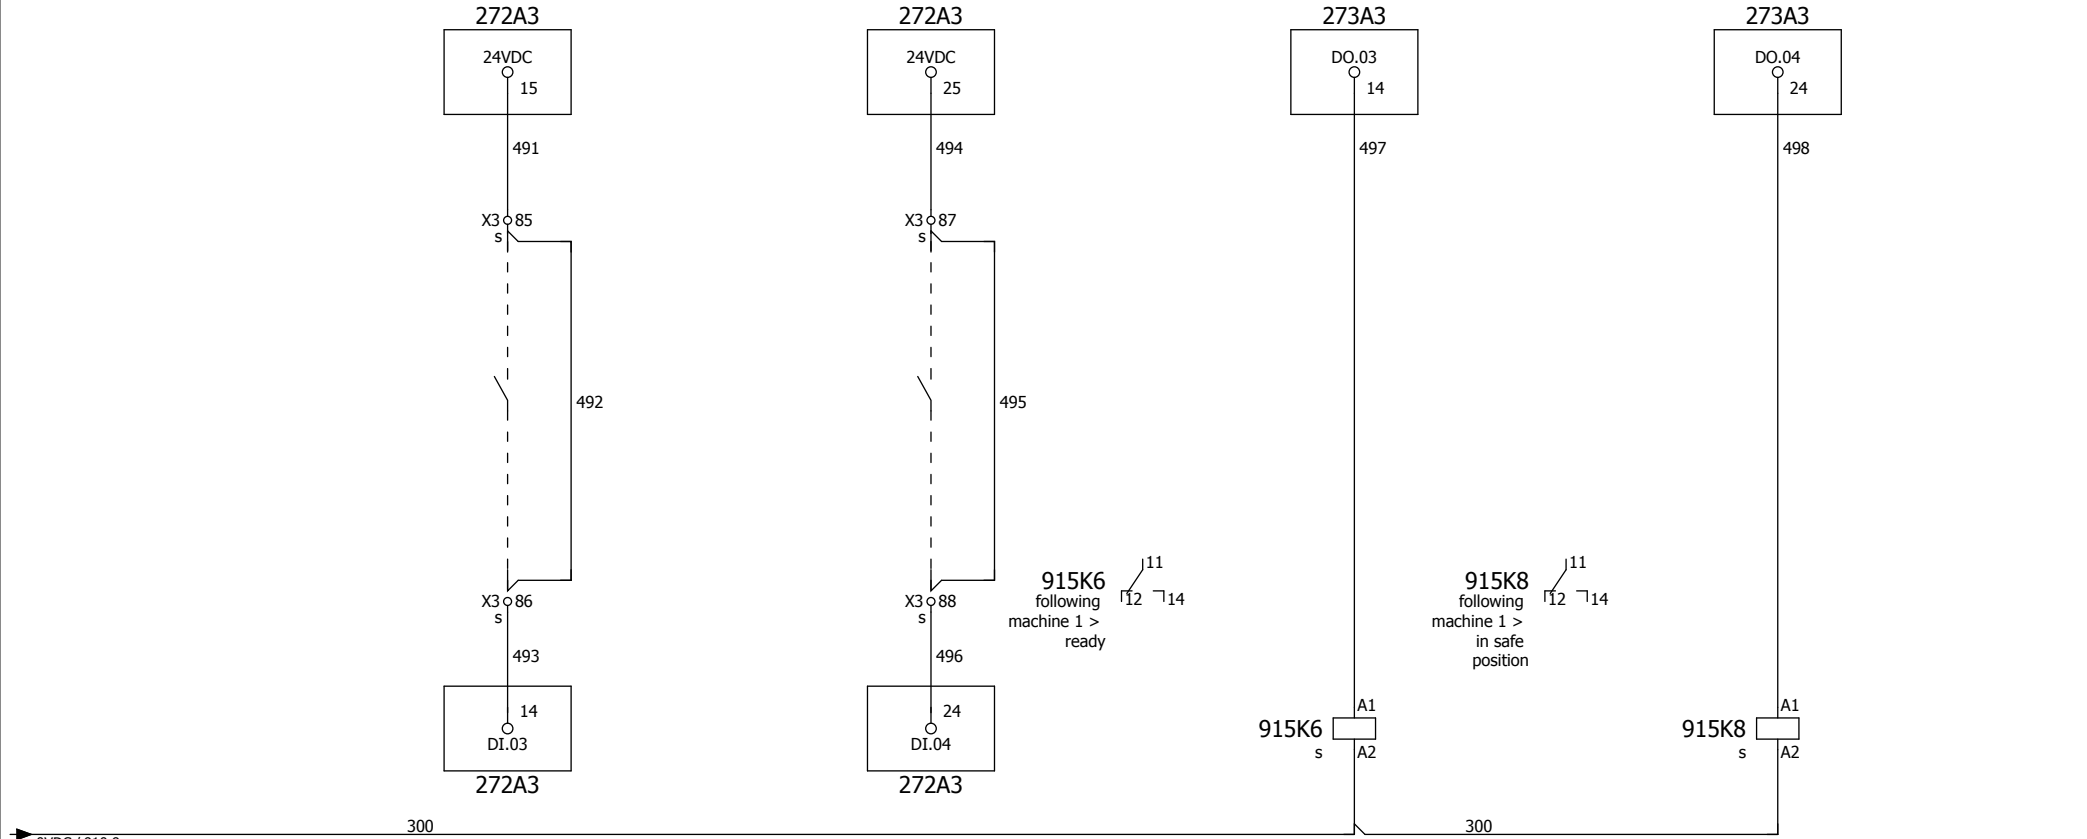 272A3
272A3
273A3
273A3
24VDC
24VDC
DO.03
DO.04
15
25
14
24
491
494
497
498
X3 85
s
X3 87
s
492
495
915K6
following
machine 1 >
ready
11
12
14
915K8
following
machine 1 >
in safe
position
11
12
14
X3 86
s
X3 88
s
493
496
14
DI.03
24
DI.04
915K6
s
A1
A2
915K8
s
A1
A2
272A3
272A3
300
300